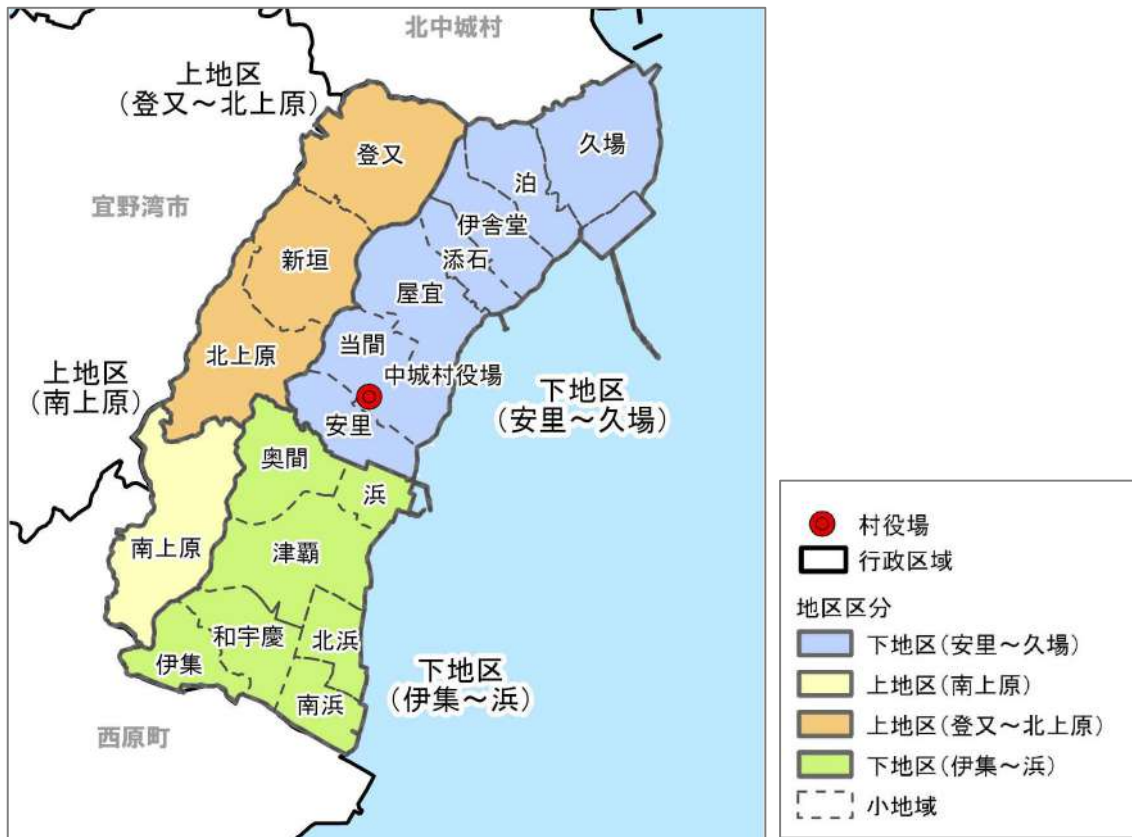 北中城村
上地区
(登又～北上原)
久場
登又
泊
宜野湾市
伊舎堂
新垣
添石
屋宜
当間
北上原
中城村役場
上地区
(南上原)
下地区
(安里～久場)
安里
奥間
浜
南上原
津覇
和宇慶
北浜
伊集
下地区
(伊集～浜)
南浜
西原町
村役場
行政区域
地区区分
下地区(安里～久場)
上地区(南上原)
上地区(登又～北上原)
下地区(伊集～浜)
小地域